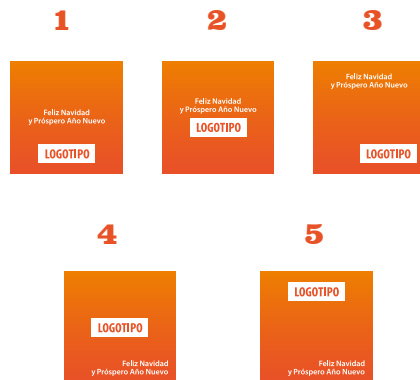 1
2
3
Feliz Navidad
y Próspero Año Nuevo
LOGOTIPO
Feliz Navidad
y Próspero Año Nuevo
LOGOTIPO
Feliz Navidad
y Próspero Año Nuevo
LOGOTIPO
4
5
LOGOTIPO
Feliz Navidad
y Próspero Año Nuevo
LOGOTIPO
Feliz Navidad
y Próspero Año Nuevo